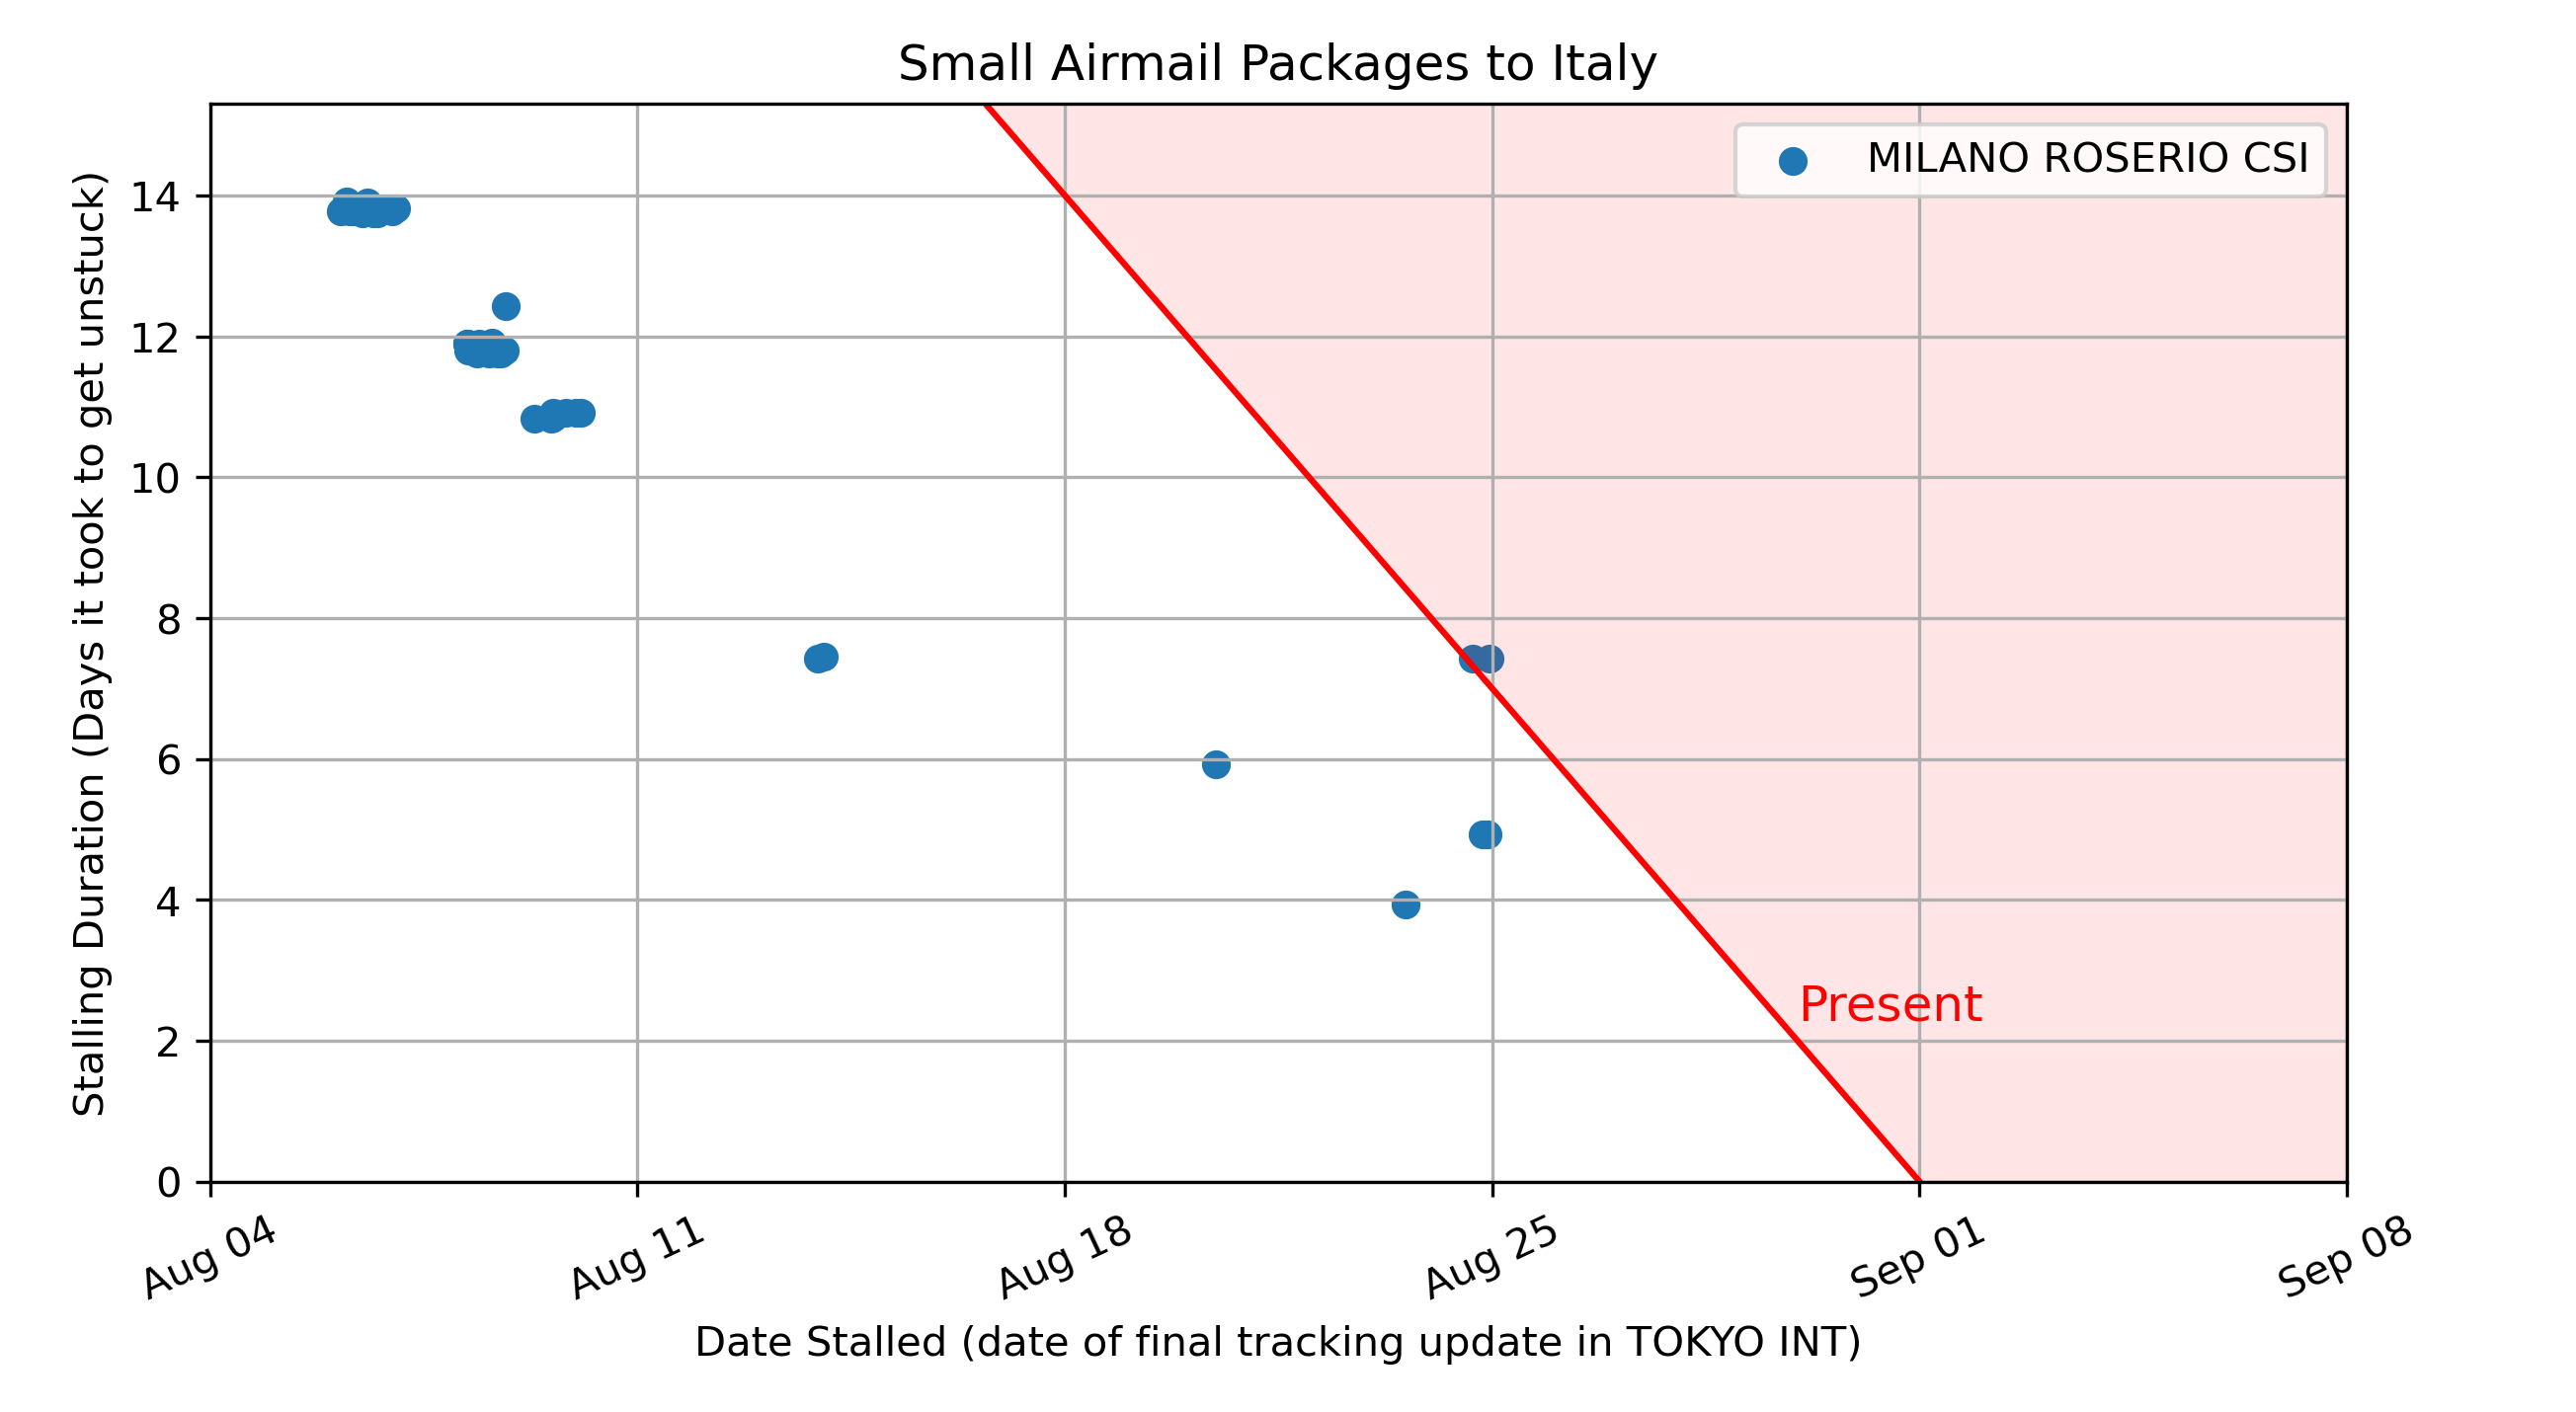 Small Airmail Packages to Italy
MILANO ROSERIO CSI
Stalling Duration (Days it took to get unstuck)
14
12
10
8
6
4
2
0
Present
Aug 04
Aug 11
Aug 18
Aug 25
Sep 01
Sep 08
Date Stalled (date of final tracking update in TOKYO INT)